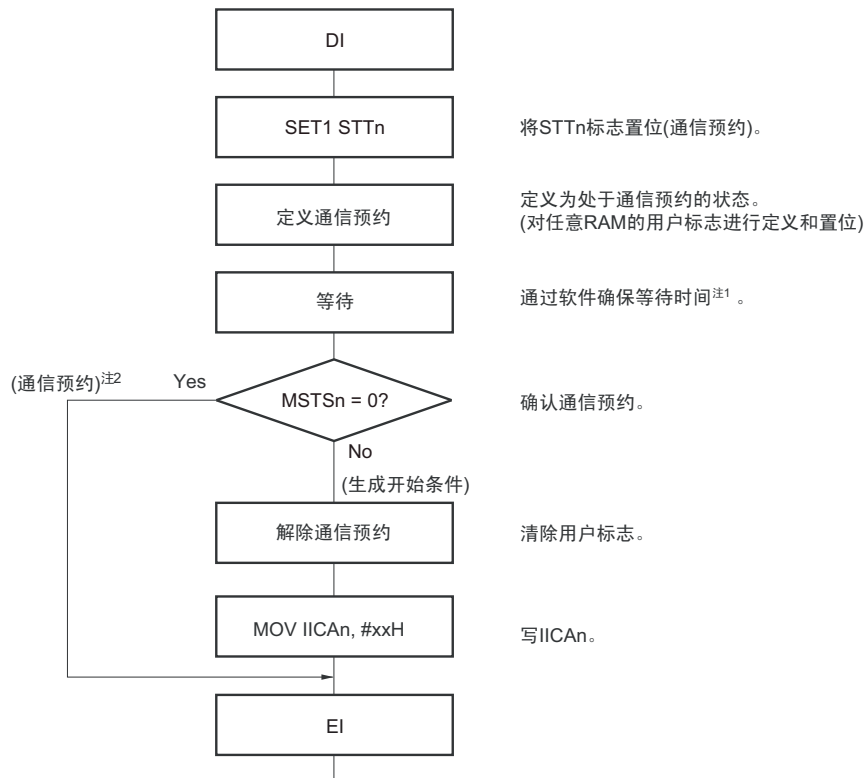 DI
SET1 STTn
将STTn标志置位(通信预约)。
定义通信预约
定义为处于通信预约的状态。
(对任意RAM的用户标志进行定义和置位)
等待
通过软件确保等待时间注1 。
(通信预约)注2
Yes
MSTSn = 0?
确认通信预约。
No
(生成开始条件)
解除通信预约
清除用户标志。
MOV IICAn, #xxH
写IICAn。
EI